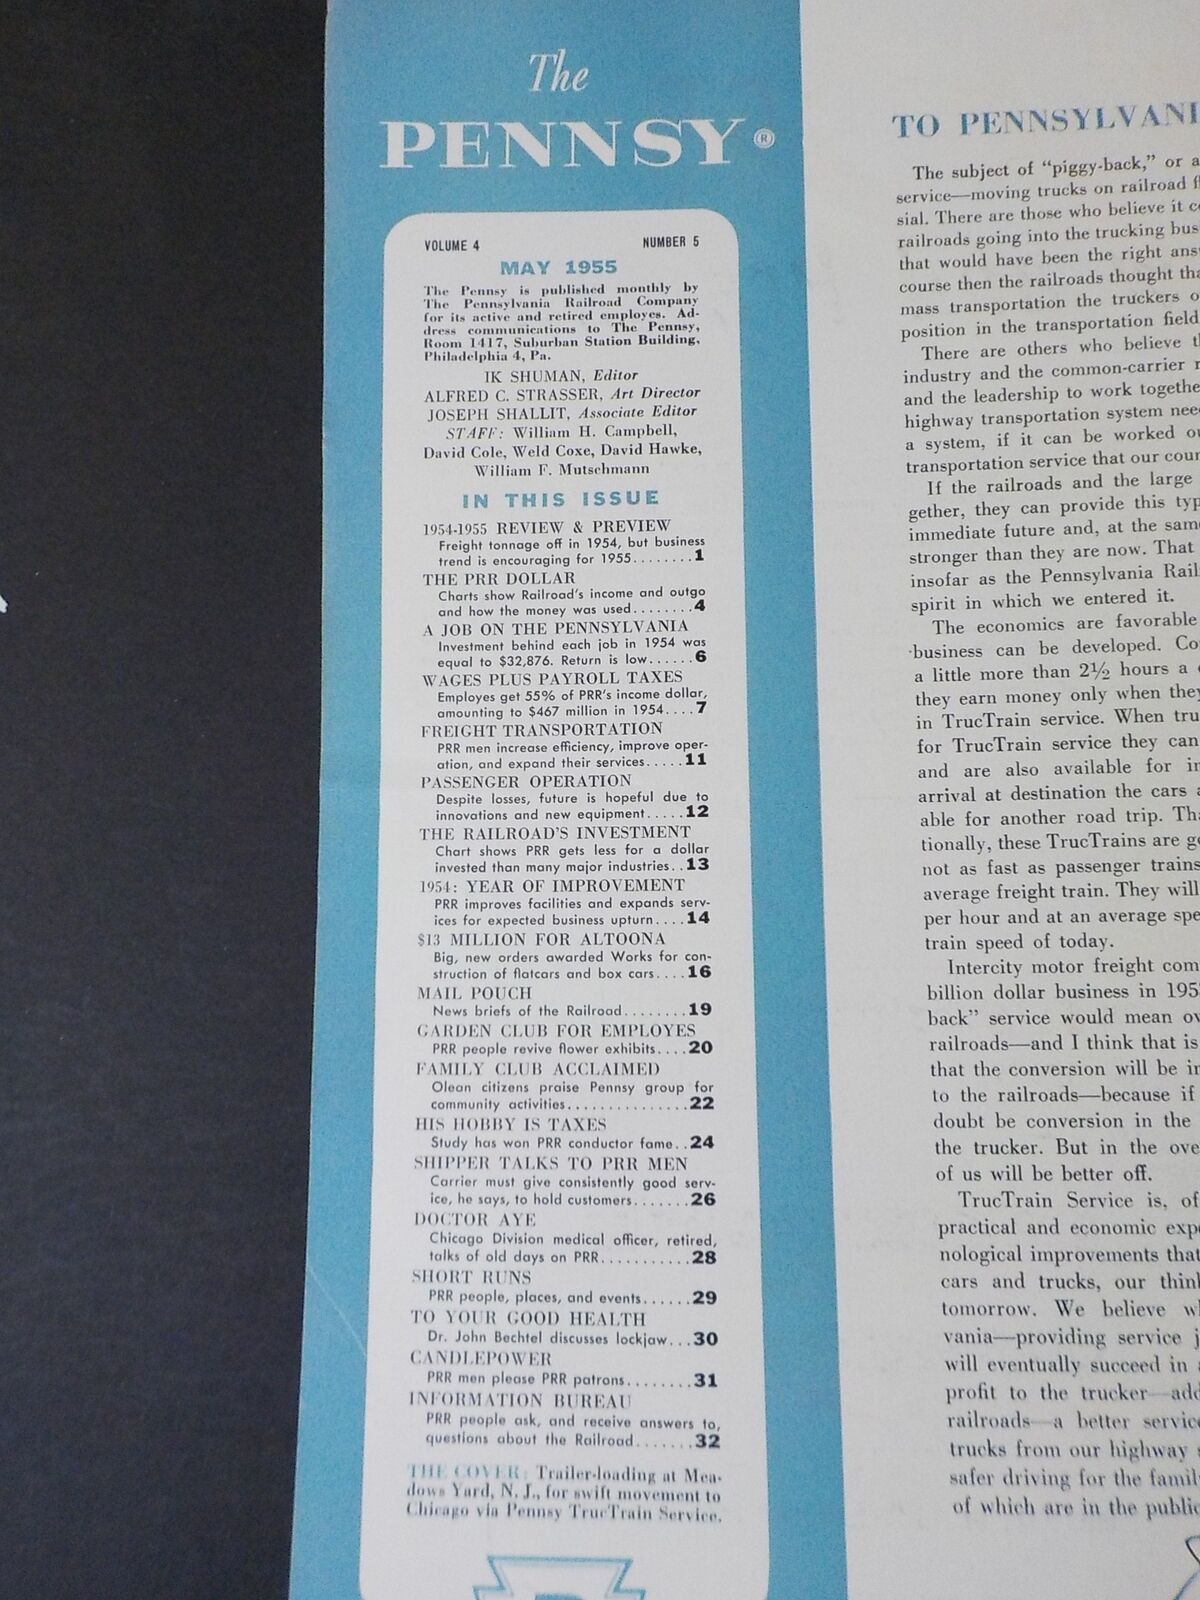 The
PENNSY®
VOLUME 4 NUMBER 5
MAY 1955
The Pennsy is published monthly by
The Pennsylvania Railroad Company
for its active and retired employes. Ad-
dress communications to The Pennsy,
Room 1417, Suburban Station Building,
Philadelphia 4, Pa.
IK SHUMAN, Editor
ALFRED C. STRASSER, Art Director
JOSEPH SHALLIT, Associate Editor
STAFF: William H. Campbell,
David Cole, Weld Coxe, David Hawke,
William F. Mutschmann
IN THIS ISSUE
1954-1955 REVIEW & PREVIEW
Freight tonnage off in 1954, but business
trend is encouraging for 1955........1
THE PRR DOLLAR
Charts show Railroad's income and outgo
and how the money was used........4
A JOB ON THE PENNSYLVANIA
Investment behind each job in 1954 was
equal to $32,876. Return is low......6
WAGES PLUS PAYROLL TAXES
Employes get 55% of PRR's income dollar,
amounting to $467 million in 1954....7
FREIGHT TRANSPORTATION
PRR men increase efficiency, improve oper-
ation, and expand their services.....11
PASSENGER OPERATION
Despite losses, future is hopeful due to
innovations and new equipment.....12
THE RAILROAD'S INVESTMENT
Chart shows PRR gets less for a dollar
invested than many major industries..13
1954: YEAR OF IMPROVEMENT
PRR improves facilities and expands serv-
ices for expected business upturn....14
$13 MILLION FOR ALTOONA
Big, new orders awarded Works for con-
struction of flatcars and box cars....16
MAIL POUCH
News briefs of the Railroad........19
GARDEN CLUB FOR EMPLOYES
PRR people revive flower exhibits....20
FAMILY CLUB ACCLAIMED
Olean citizens praise Pennsy group for
community activities...............22
HIS HOBBY IS TAXES
Study has won PRR conductor fame..24
SHIPPER TALKS TO PRR MEN
Carrier must give consistently good serv-
ice, he says, to hold customers.......26
DOCTOR AYE
Chicago Division medical officer, retired,
talks of old days on PRR...........28
SHORT RUNS
PRR people, places, and events......29
TO YOUR GOOD HEALTH
Dr. John Bechtel discusses lockjaw...30
CANDLEPOWER
PRR men please PRR patrons........31
INFORMATION BUREAU
PRR people ask, and receive answers to,
questions about the Railroad.......32
THE COVER: Trailer-loading at Mea-
dows Yard, N. J., for swift movement to
Chicago via Pennsy TrucTrain Service.
TO PENNSYLVANI
The subject of "piggy-back," or a
service—moving trucks on railroad fl
sial. There are those who believe it c
railroads going into the trucking bus
that would have been the right ans
course then the railroads thought tha
mass transportation the truckers o
position in the transportation field
There are others who believe t
industry and the common-carrier r
and the leadership to work togethe
highway transportation system nee
a system, if it can be worked ou
transportation service that our coun
If the railroads and the large
gether, they can provide this typ
immediate future and, at the sam
stronger than they are now. That
insofar as the Pennsylvania Rail
spirit in which we entered it.
The economics are favorable
business can be developed. Co
a little more than 2½ hours a
they earn money only when they
in TrucTrain service. When tru
for TrucTrain service they can
and are also available for in
arrival at destination the cars a
able for another road trip. Tha
tionally, these TrucTrains are g
not as fast as passenger trains
average freight train. They will
per hour and at an average spe
train speed of today.
Intercity motor freight com
billion dollar business in 195
back" service would mean ov
railroads—and I think that is
that the conversion will be in
to the railroads—because if
doubt be conversion in the
the trucker. But in the ove
of us will be better off.
TrucTrain Service is, of
practical and economic exp
nological improvements that
cars and trucks, our thin
tomorrow. We believe w
vania—providing service j
will eventually succeed in a
profit to the trucker—add
railroads—a better service
trucks from our highway s
safer driving for the famil
of which are in the public